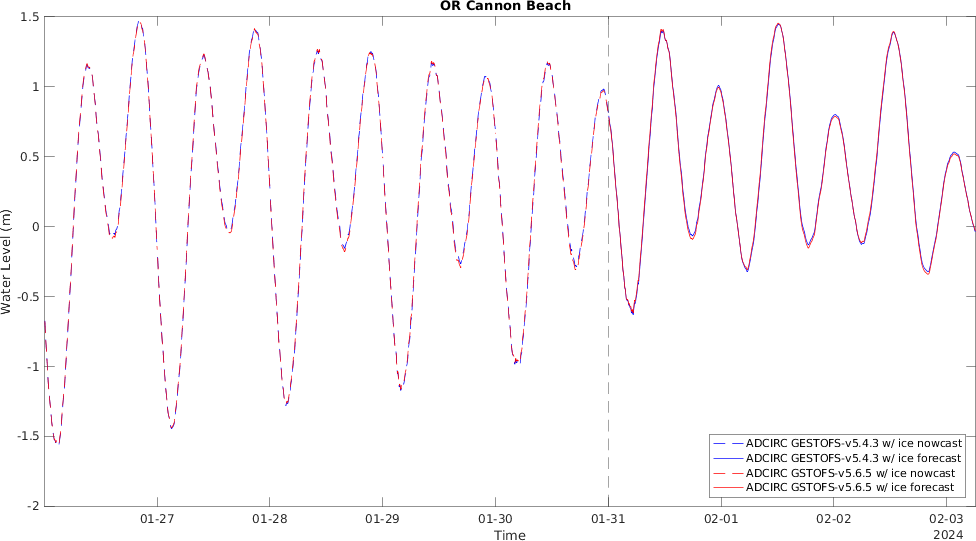 OR Cannon Beach
1.5
1
0.5
0
-0.5
-1
-1.5
-2
Water Level (m)
01-27
01-28
01-29
01-30
01-31
02-01
02-02
02-03
Time
2024
ADCIRC GESTOFS-v5.4.3 w/ ice nowcast
ADCIRC GESTOFS-v5.4.3 w/ ice forecast
ADCIRC GSTOFS-v5.6.5 w/ ice nowcast
ADCIRC GSTOFS-v5.6.5 w/ ice forecast